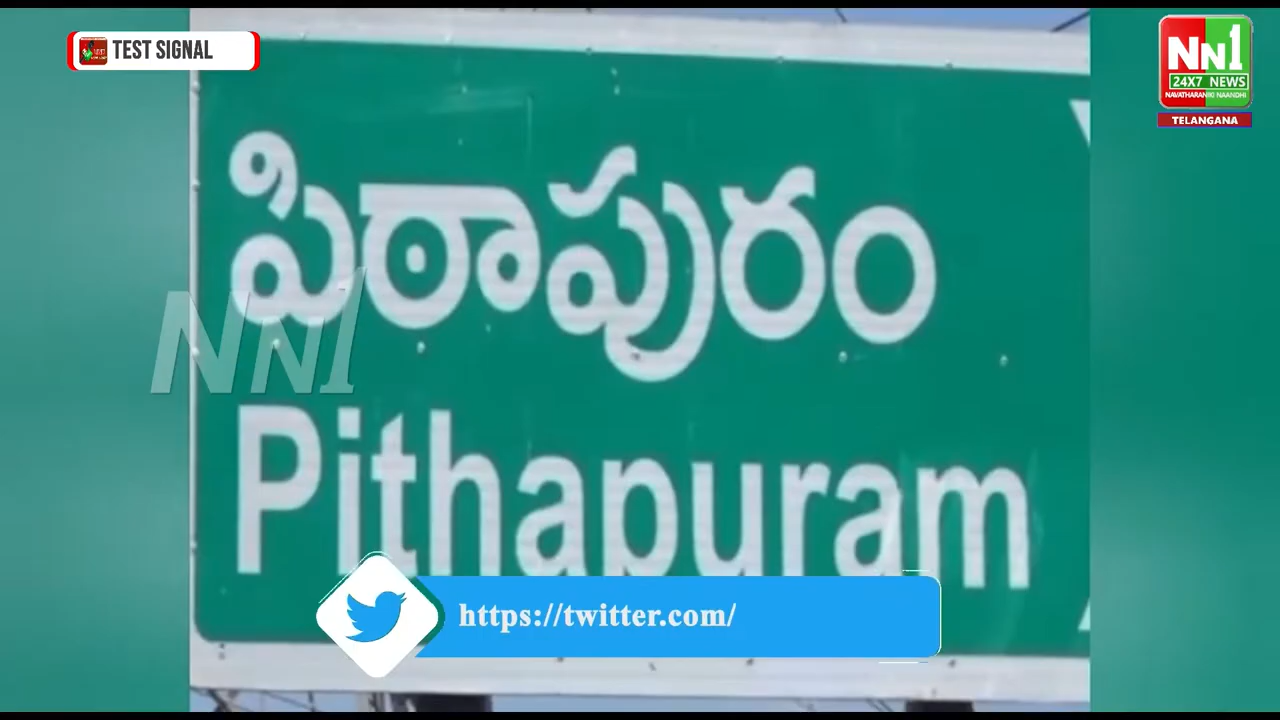 TEST SIGNAL
NN1
24X7 NEWS
NAVATHARANIKI NAANDHI
TELANGANA
పిఠాపురం
NN1
Pithapuram
https://twitter.com/